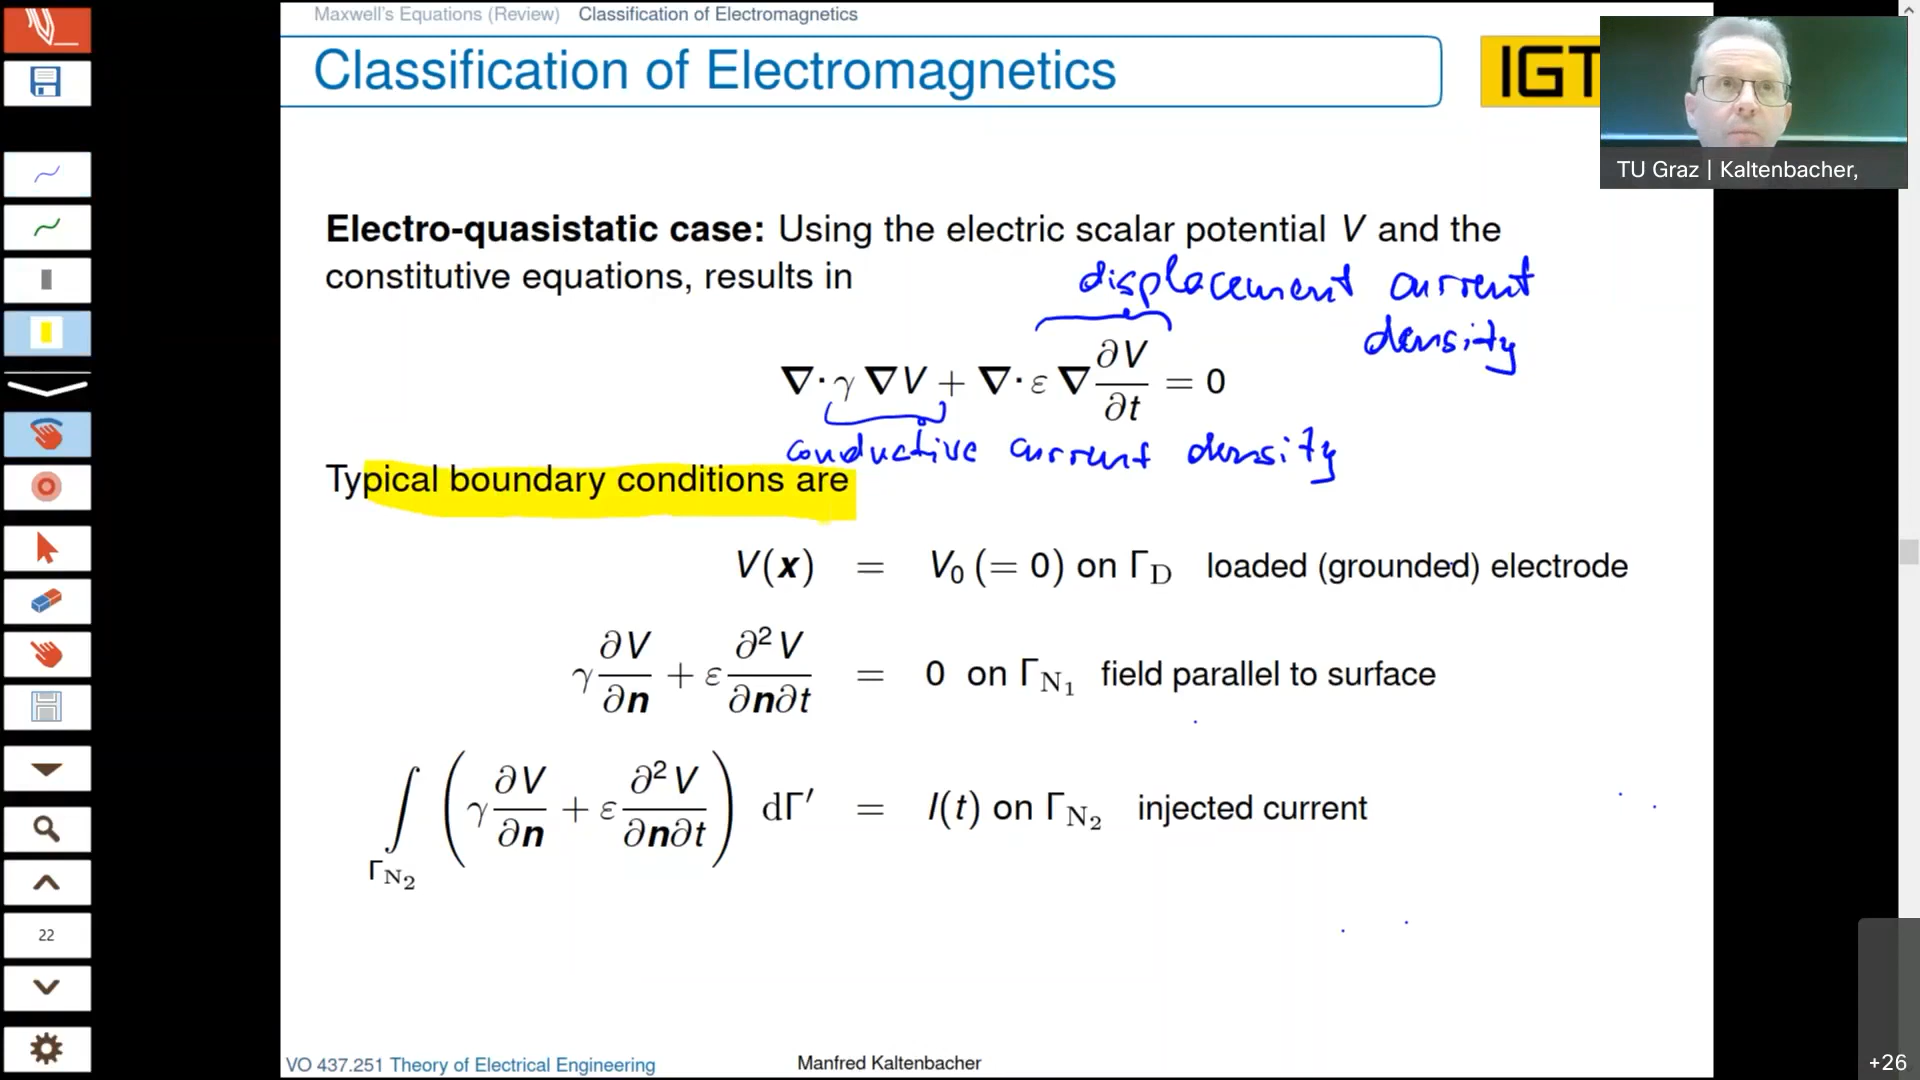 Maxwell's Equations (Review) Classification of Electromagnetics
Classification of Electromagnetics
IGT
TU Graz | Kaltenbacher,
Electro-quasistatic case: Using the electric scalar potential V and the
constitutive equations, results in
displacement current
density
∇·γ ∇V + ∇·ε ∇ ∂V/∂t = 0
conductive current density
Typical boundary conditions are
V(x) = V₀ (= 0) on Γ_D loaded (grounded) electrode
γ ∂V/∂n + ε ∂²V/∂n∂t = 0 on Γ_N₁ field parallel to surface
∫_Γ_N₂ (γ ∂V/∂n + ε ∂²V/∂n∂t) dΓ′ = I(t) on Γ_N₂ injected current
22
VO 437.251 Theory of Electrical Engineering Manfred Kaltenbacher
+26